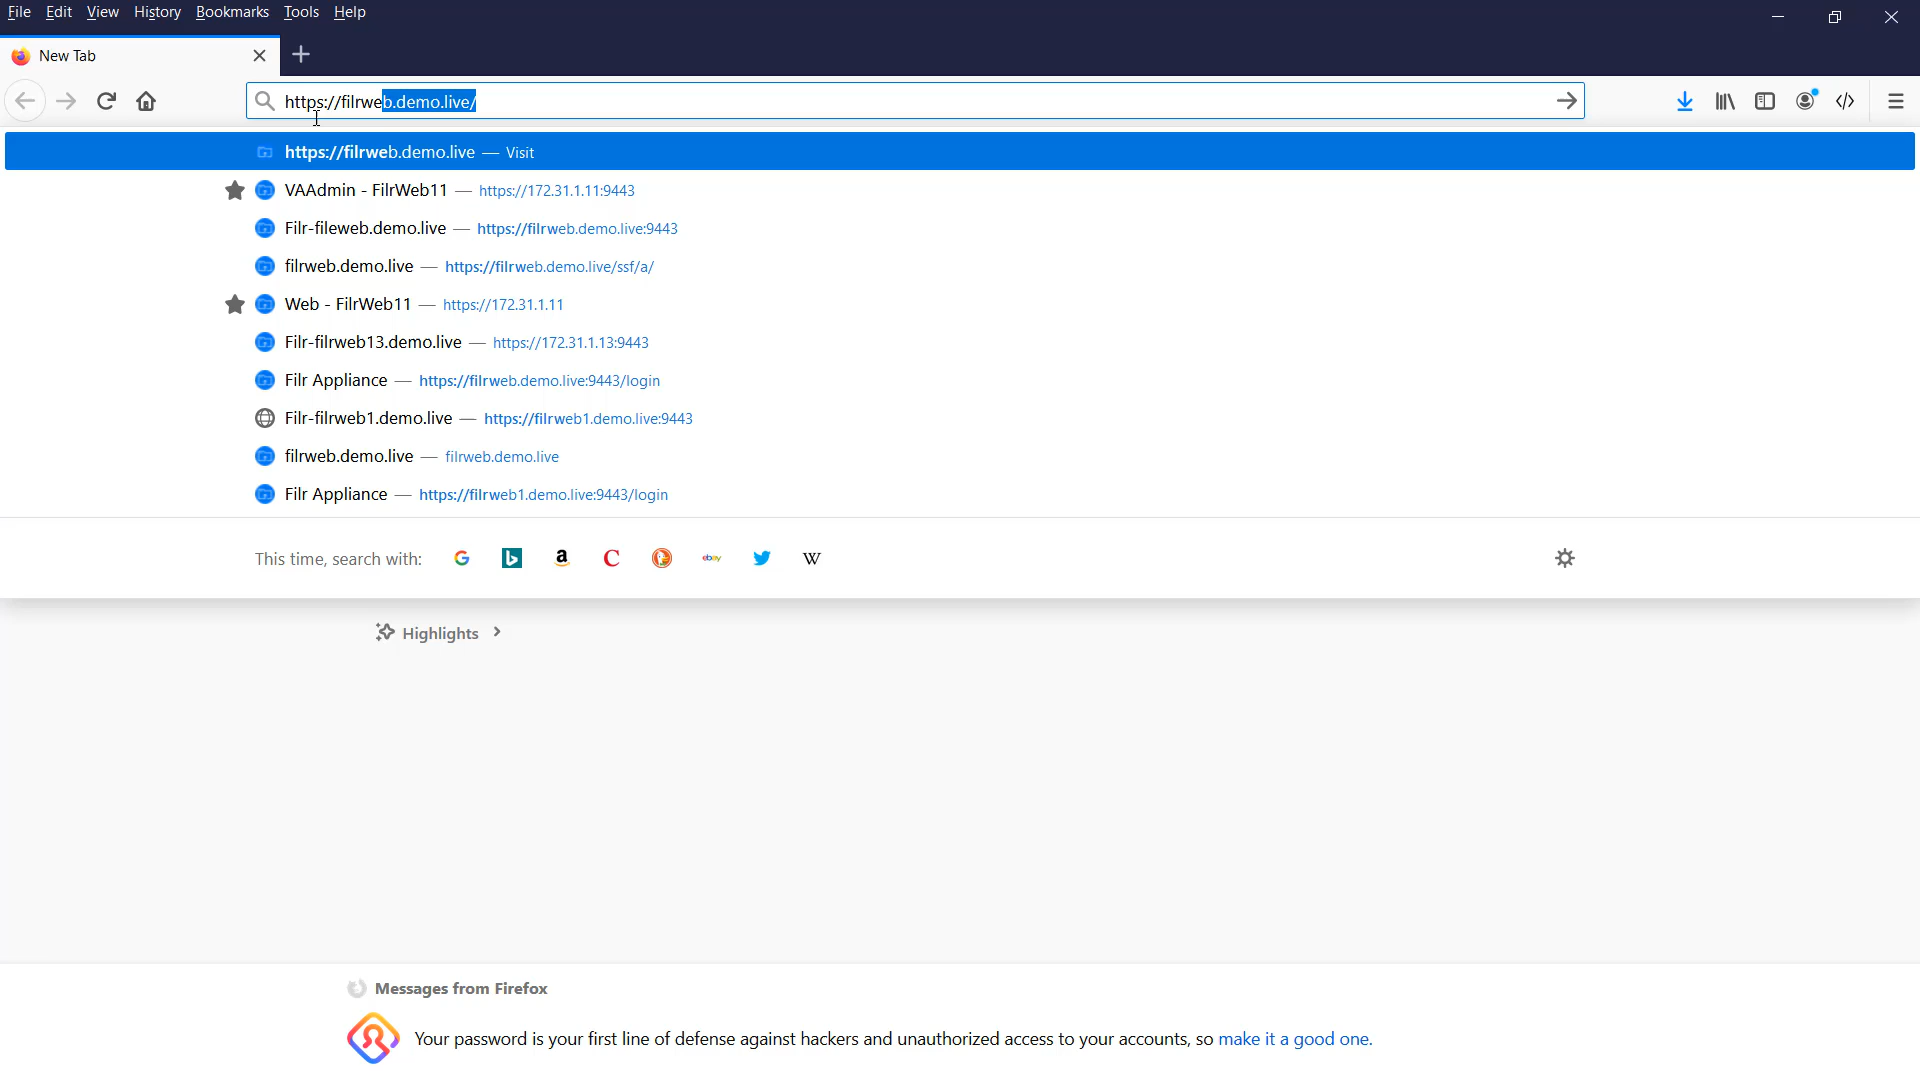 File Edit View History Bookmarks Tools Help
New Tab
https://filrweb.demo.live/
https://filrweb.demo.live — Visit
VAAdmin - FilrWeb11 — https://172.31.1.11:9443
Filr-fileweb.demo.live — https://filrweb.demo.live:9443
filrweb.demo.live — https://filrweb.demo.live/ssf/a/
Web - FilrWeb11 — https://172.31.1.11
Filr-filrweb13.demo.live — https://172.31.1.13:9443
Filr Appliance — https://filrweb.demo.live:9443/login
Filr-filrweb1.demo.live — https://filrweb1.demo.live:9443
filrweb.demo.live — filrweb.demo.live
Filr Appliance — https://filrweb1.demo.live:9443/login
This time, search with: G b a C ebay W
Highlights
Messages from Firefox
Your password is your first line of defense against hackers and unauthorized access to your accounts, so make it a good one.